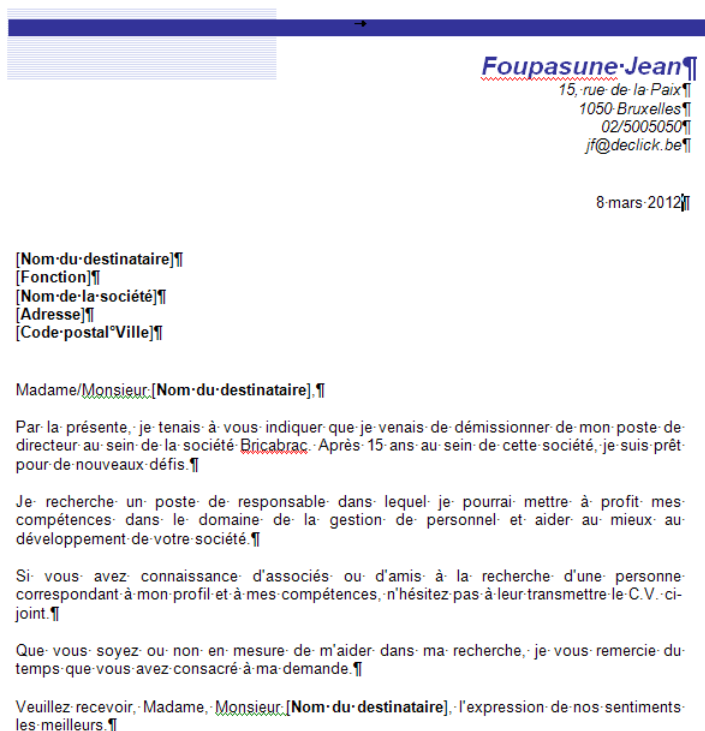 Foupasune Jean¶
15, rue de la Paix¶
1050 Bruxelles¶
02/5005050¶
jf@declick.be¶
8 mars 2012¶
[Nom du destinataire]¶
[Fonction]¶
[Nom de la société]¶
[Adresse]¶
[Code postal°Ville]¶
Madame/Monsieur [Nom du destinataire],¶
Par la présente, je tenais à vous indiquer que je venais de démissionner de mon poste de
directeur au sein de la société Bricabrac. Après 15 ans au sein de cette société, je suis prêt
pour de nouveaux défis.¶
Je recherche un poste de responsable dans lequel je pourrai mettre à profit mes
compétences dans le domaine de la gestion de personnel et aider au mieux au
développement de votre société.¶
Si vous avez connaissance d'associés ou d'amis à la recherche d'une personne
correspondant à mon profil et à mes compétences, n'hésitez pas à leur transmettre le C.V. ci-
joint.¶
Que vous soyez ou non en mesure de m'aider dans ma recherche, je vous remercie du
temps que vous avez consacré à ma demande.¶
Veuillez recevoir, Madame, Monsieur [Nom du destinataire], l'expression de nos sentiments
les meilleurs.¶